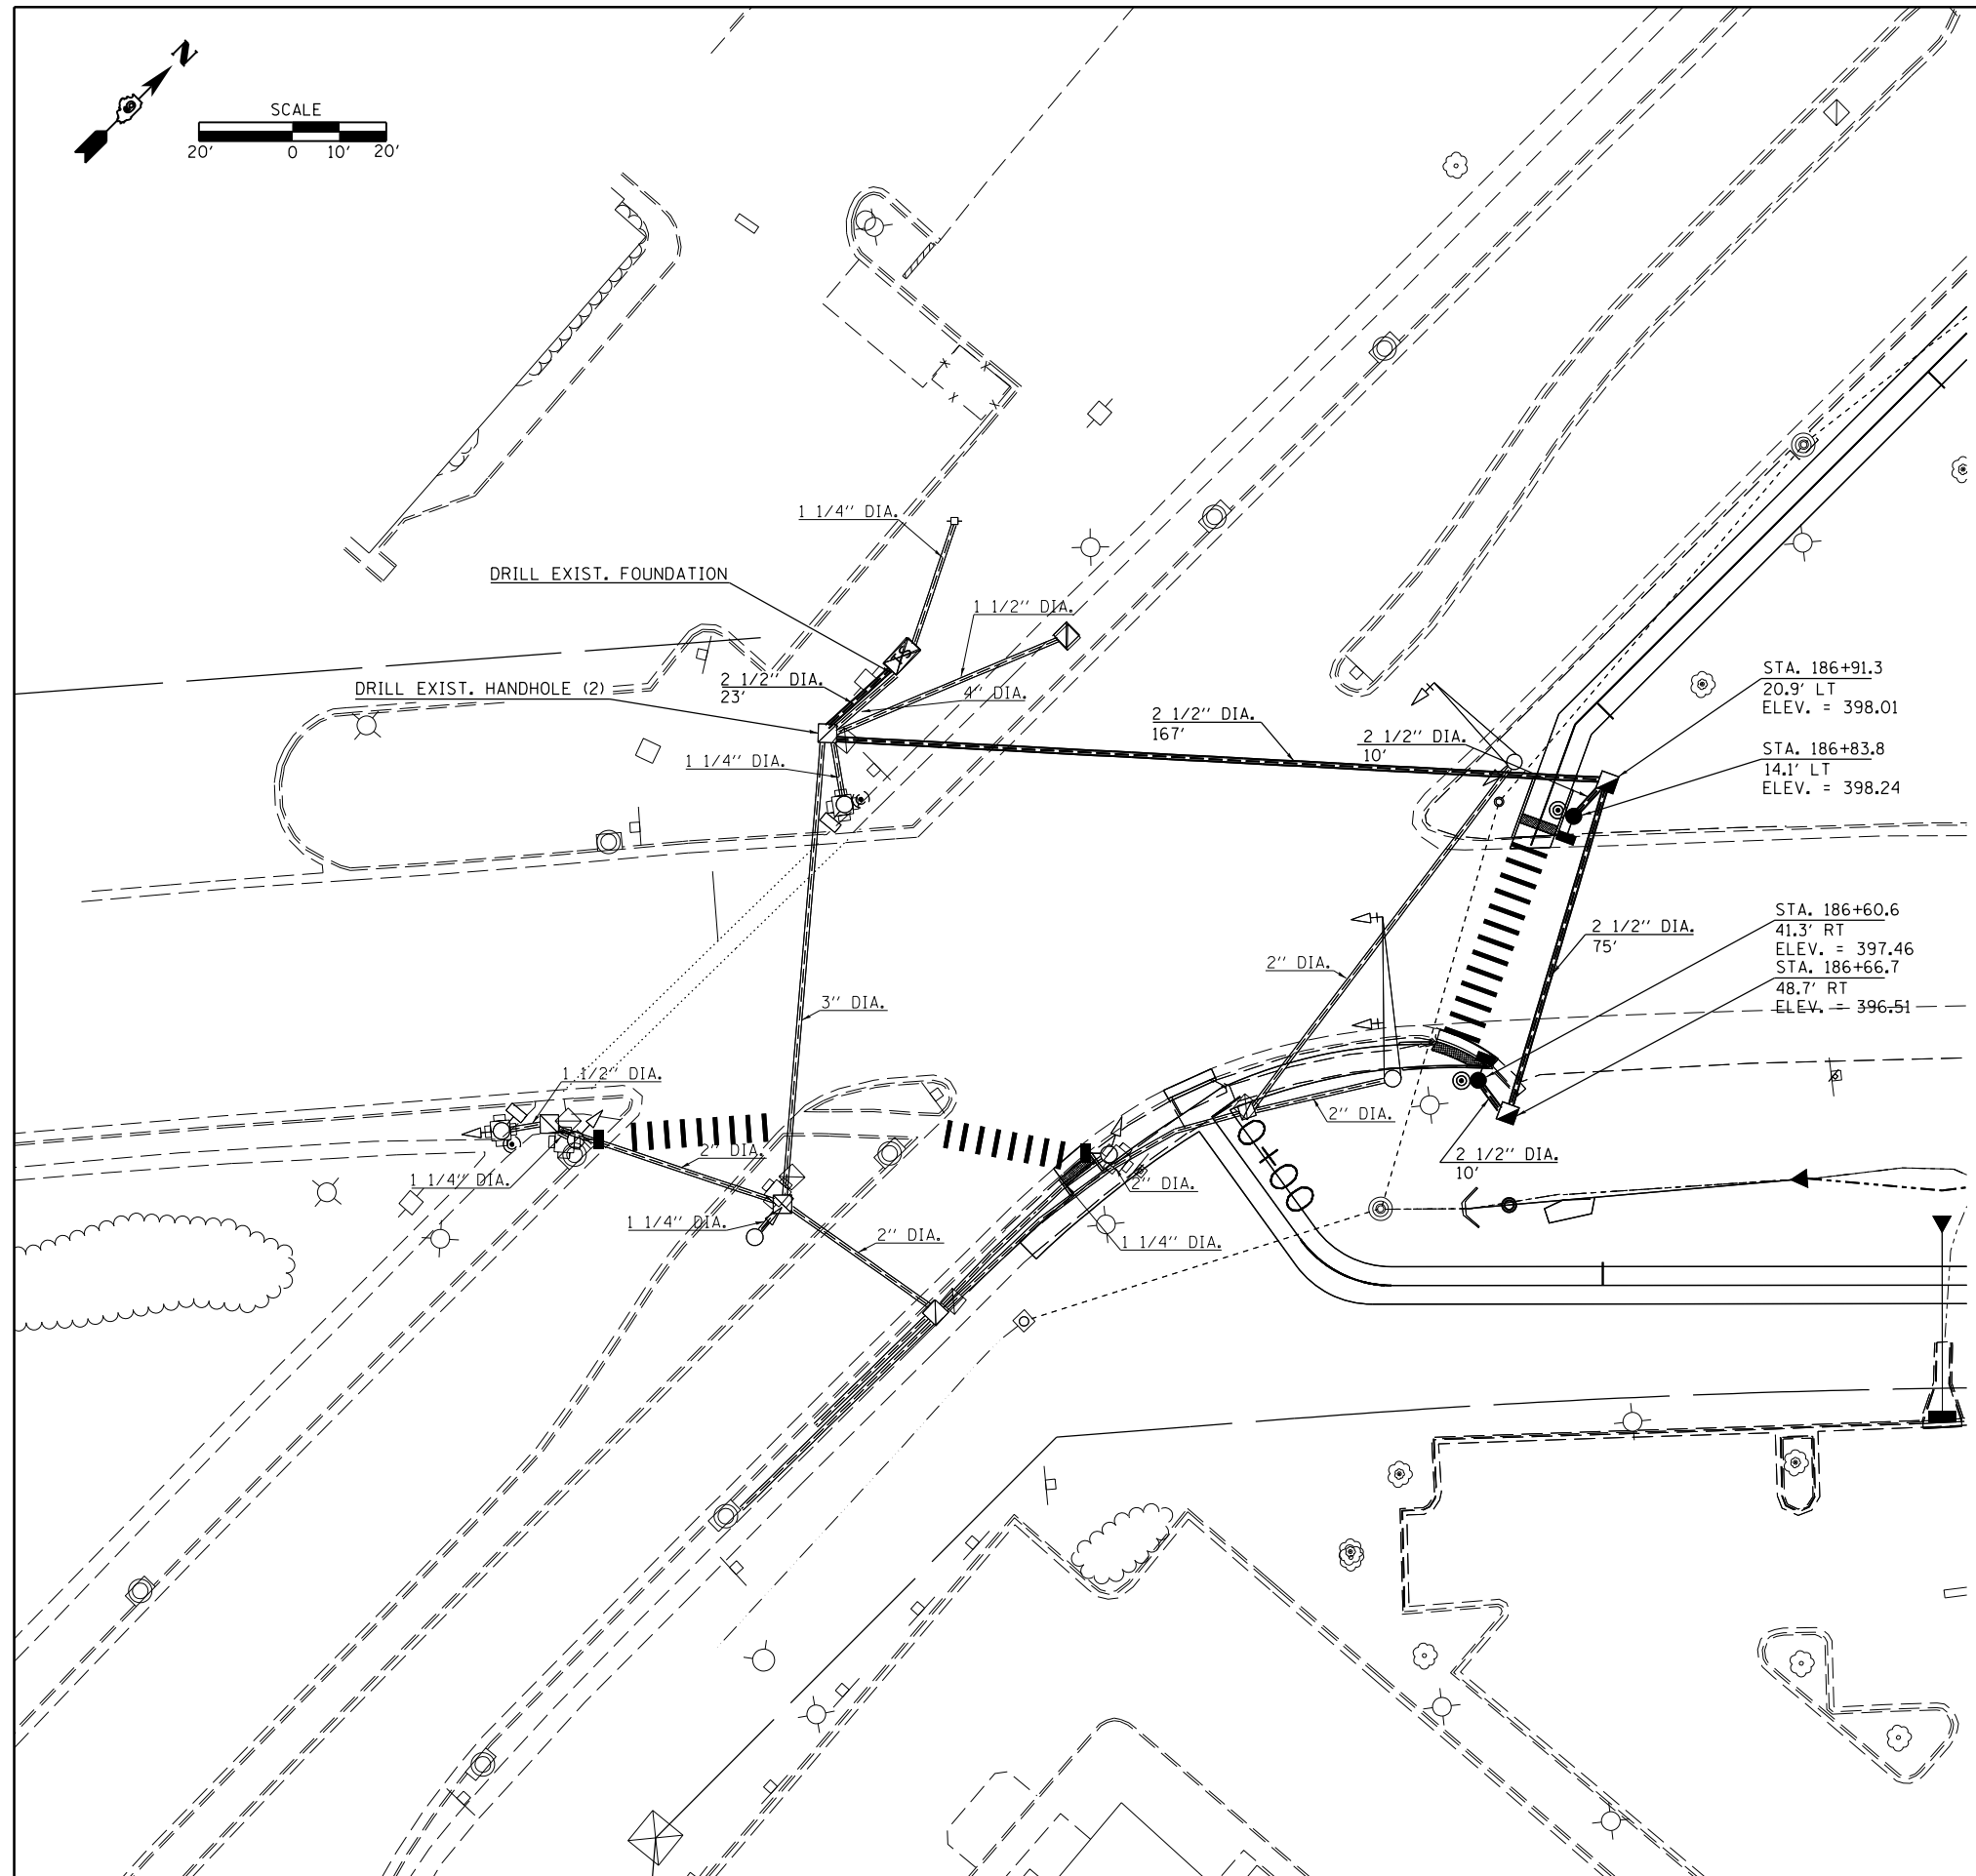 N
SCALE
20' 0 10' 20'
1 1/4" DIA.
DRILL EXIST. FOUNDATION
1 1/2" DIA.
DRILL EXIST. HANDHOLE (2)
2 1/2" DIA.
23'
4" DIA.
2 1/2" DIA.
167'
2 1/2" DIA.
10'
STA. 186+91.3
20.9' LT
ELEV. = 398.01
1 1/4" DIA.
STA. 186+83.8
14.1' LT
ELEV. = 398.24
STA. 186+60.6
41.3' RT
ELEV. = 397.46
STA. 186+66.7
48.7' RT
ELEV. = 396.51
2 1/2" DIA.
75'
2" DIA.
3" DIA.
1 1/2" DIA.
2" DIA.
2" DIA.
1 1/4" DIA.
2" DIA.
2 1/2" DIA.
10'
1 1/4" DIA.
2" DIA.
1 1/4" DIA.